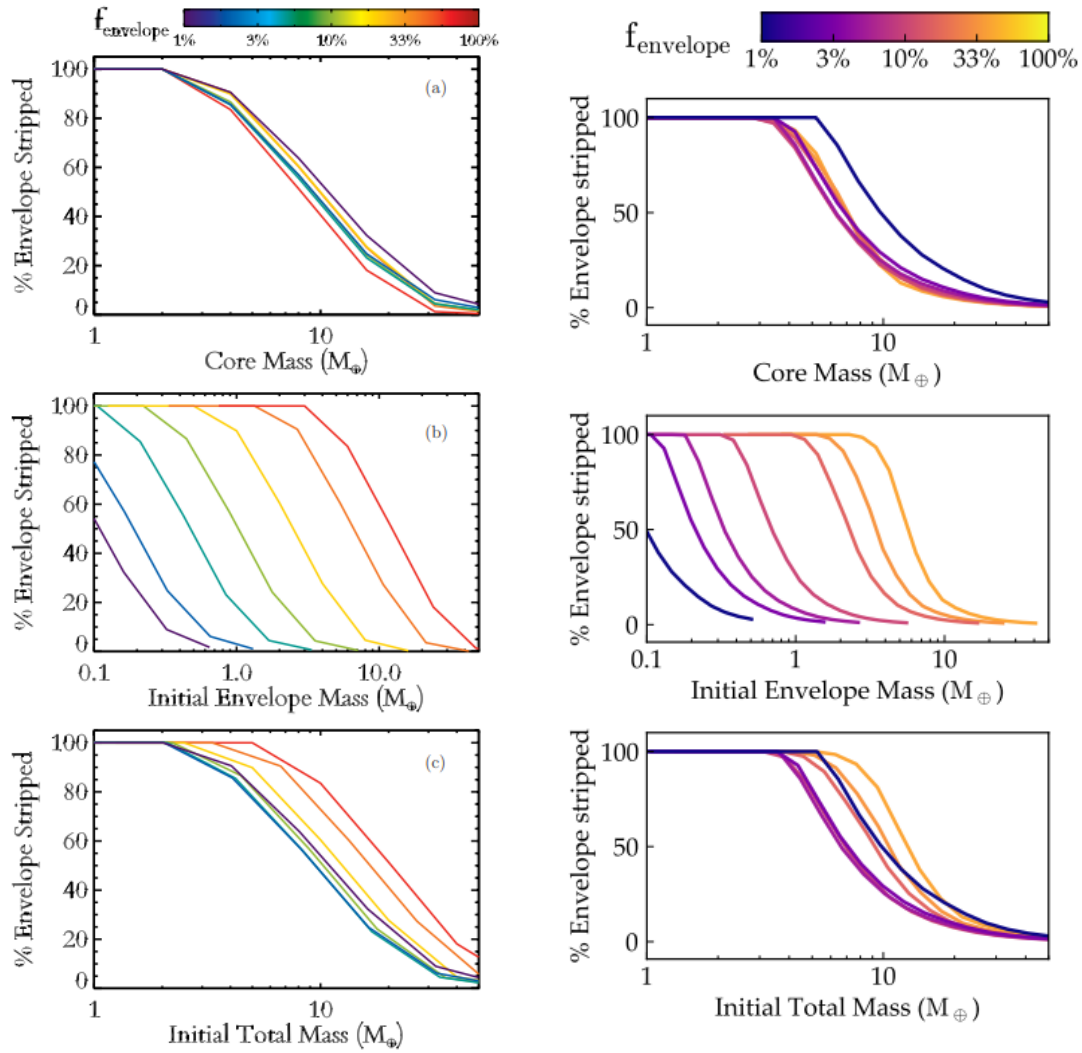 f_envelope
1% 3% 10% 33% 100%
100
80
60
40
20
0
% Envelope Stripped
(a)
1 10
Core Mass (M⊕)
100
80
60
40
20
0
% Envelope Stripped
(b)
0.1 1.0 10.0
Initial Envelope Mass (M⊕)
100
80
60
40
20
0
% Envelope Stripped
(c)
1 10
Initial Total Mass (M⊕)
f_envelope
1% 3% 10% 33% 100%
100
50
0
% Envelope stripped
1 10
Core Mass (M⊕)
100
50
0
% Envelope stripped
0.1 1 10
Initial Envelope Mass (M⊕)
100
50
0
% Envelope stripped
1 10
Initial Total Mass (M⊕)